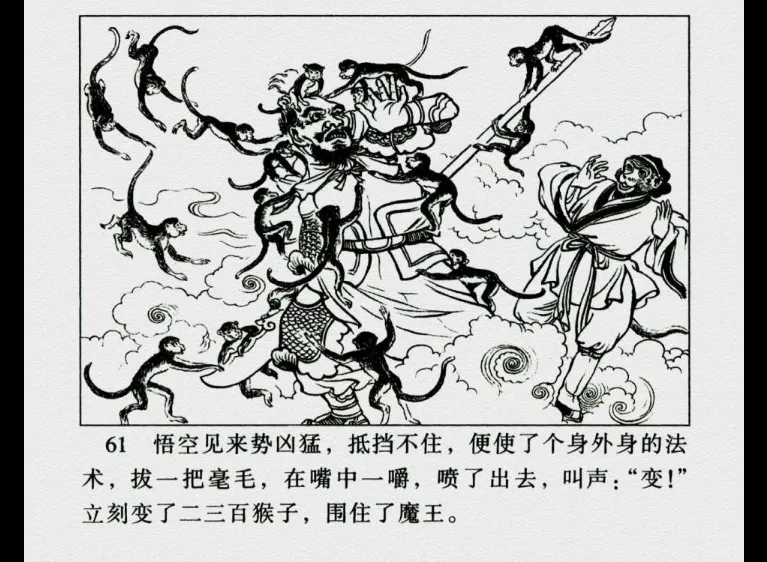 61 悟空见来势凶猛，抵挡不住，便使了个身外身的法
术，拔一把毫毛，在嘴中一嚼，喷了出去，叫声：“变！”
立刻变了二三百猴子，围住了魔王。